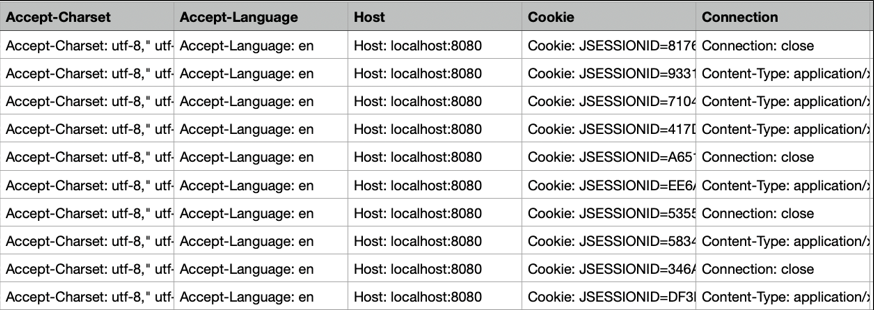 Accept-Charset Accept-Language Host Cookie Connection
Accept-Charset: utf-8," utf- Accept-Language: en Host: localhost:8080 Cookie: JSESSIONID=8176 Connection: close
Accept-Charset: utf-8," utf- Accept-Language: en Host: localhost:8080 Cookie: JSESSIONID=9331 Content-Type: application/x
Accept-Charset: utf-8," utf- Accept-Language: en Host: localhost:8080 Cookie: JSESSIONID=7104 Content-Type: application/x
Accept-Charset: utf-8," utf- Accept-Language: en Host: localhost:8080 Cookie: JSESSIONID=417D Content-Type: application/x
Accept-Charset: utf-8," utf- Accept-Language: en Host: localhost:8080 Cookie: JSESSIONID=A651 Connection: close
Accept-Charset: utf-8," utf- Accept-Language: en Host: localhost:8080 Cookie: JSESSIONID=EE6A Content-Type: application/x
Accept-Charset: utf-8," utf- Accept-Language: en Host: localhost:8080 Cookie: JSESSIONID=5355 Connection: close
Accept-Charset: utf-8," utf- Accept-Language: en Host: localhost:8080 Cookie: JSESSIONID=5834 Content-Type: application/x
Accept-Charset: utf-8," utf- Accept-Language: en Host: localhost:8080 Cookie: JSESSIONID=346A Connection: close
Accept-Charset: utf-8," utf- Accept-Language: en Host: localhost:8080 Cookie: JSESSIONID=DF3 Content-Type: application/x